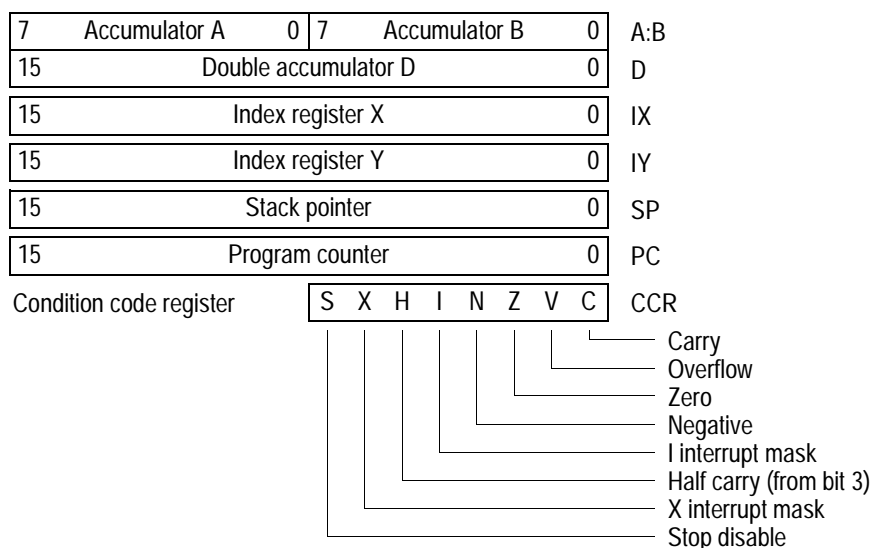 7 Accumulator A 0 7 Accumulator B 0 A:B
15 Double accumulator D 0 D
15 Index register X 0 IX
15 Index register Y 0 IY
15 Stack pointer 0 SP
15 Program counter 0 PC
Condition code register S X H I N Z V C CCR
Carry
Overflow
Zero
Negative
I interrupt mask
Half carry (from bit 3)
X interrupt mask
Stop disable